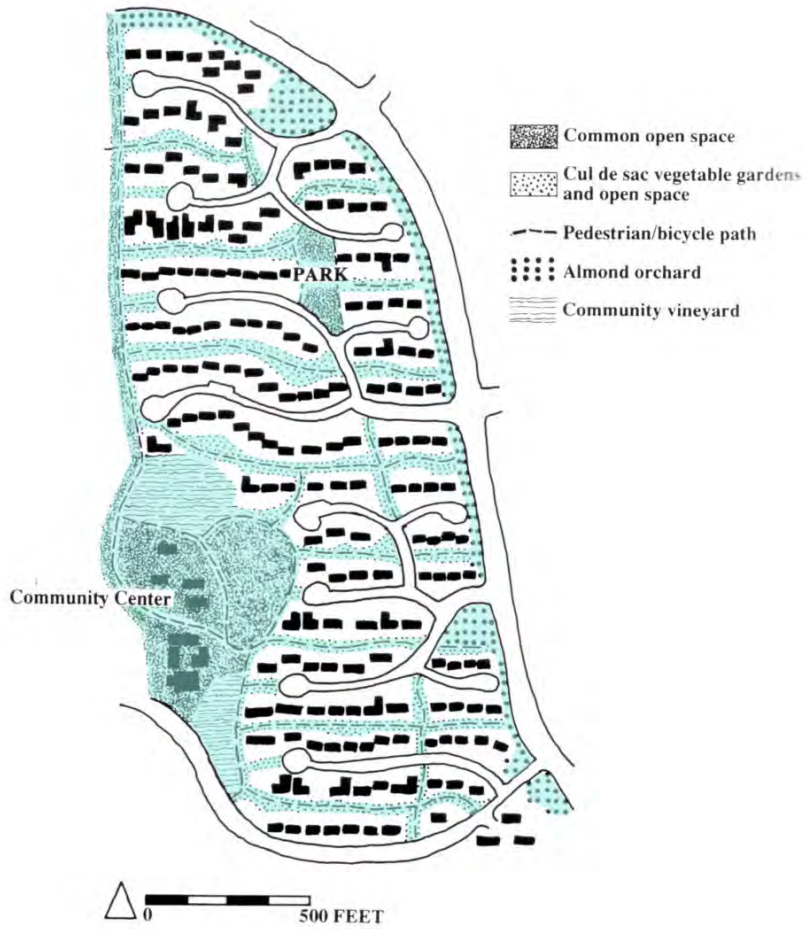 Common open space
Cul de sac vegetable gardens
and open space
Pedestrian/bicycle path
Almond orchard
Community vineyard
PARK
Community Center
0 500 FEET